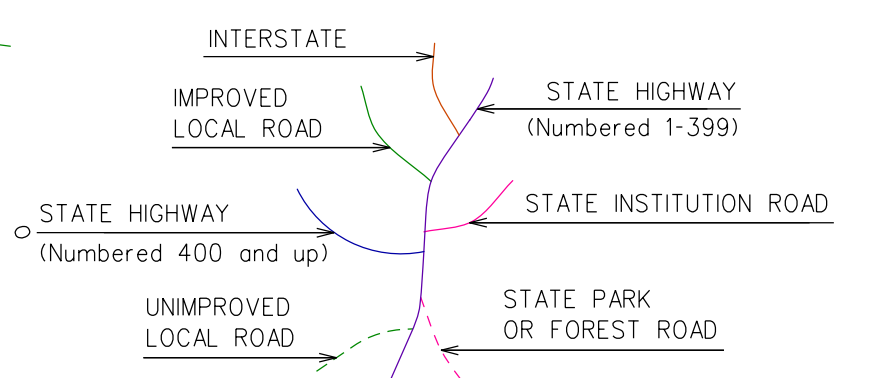 INTERSTATE
IMPROVED
LOCAL ROAD
STATE HIGHWAY
(Numbered 1-399)
STATE HIGHWAY
(Numbered 400 and up)
STATE INSTITUTION ROAD
UNIMPROVED
LOCAL ROAD
STATE PARK
OR FOREST ROAD